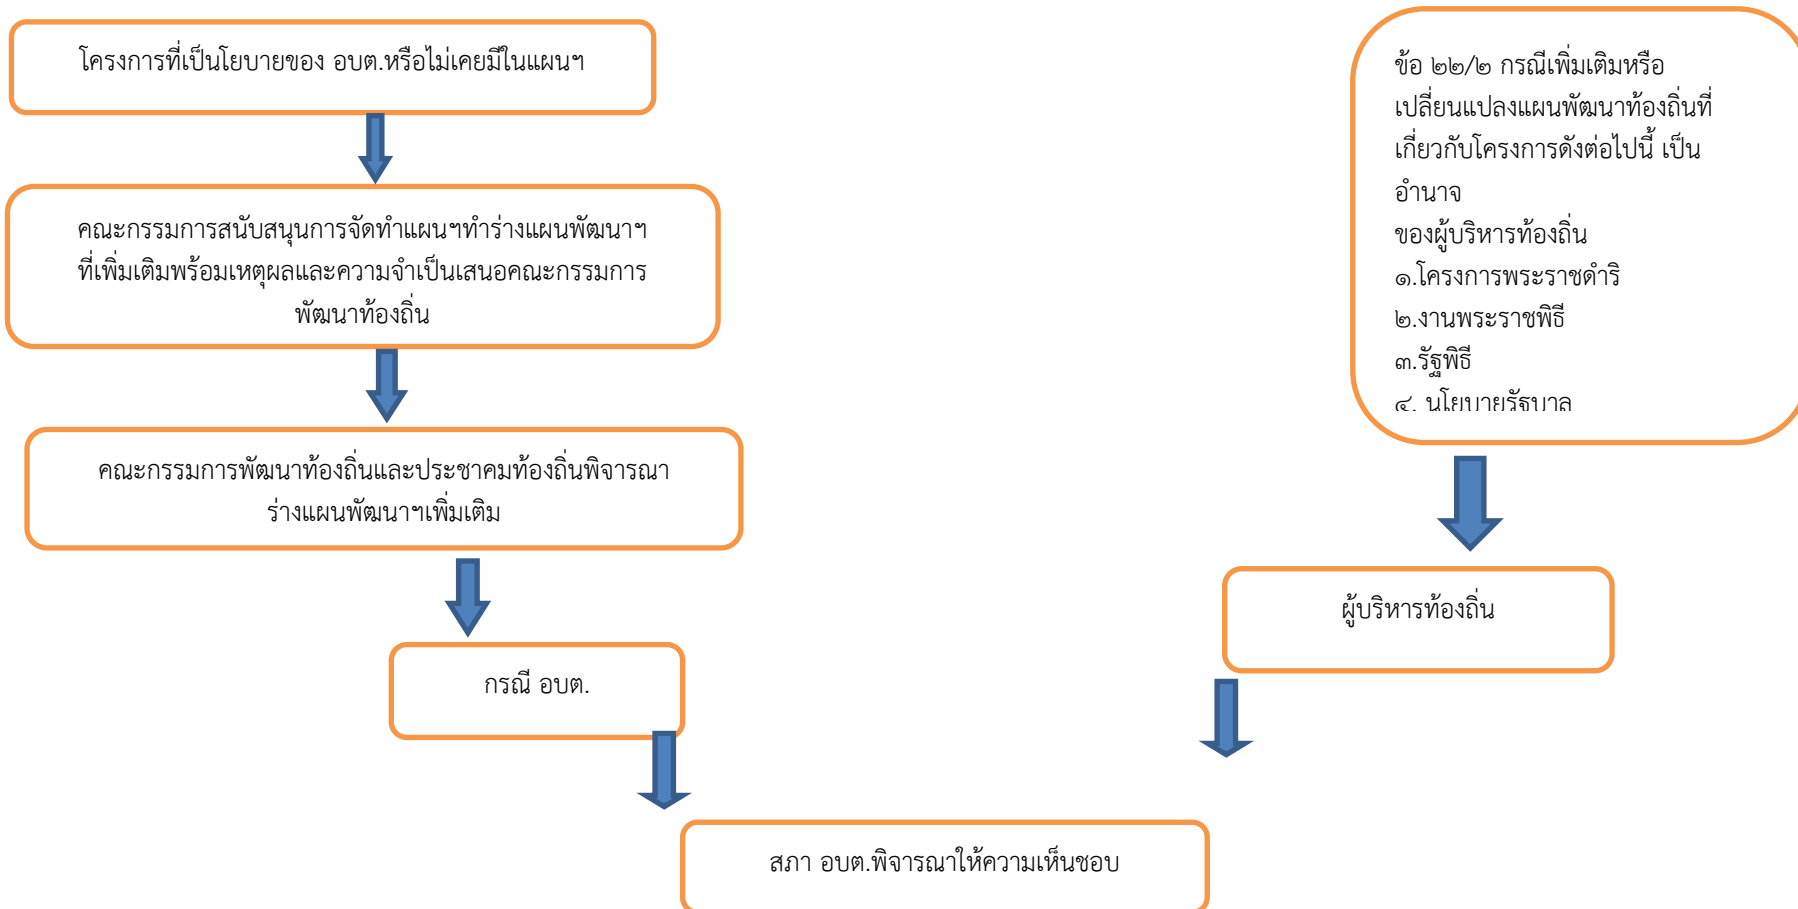 โครงการที่เป็นโยบายของ อบต.หรือไม่เคยมีในแผนฯ
คณะกรรมการสนับสนุนการจัดทำแผนฯทำร่างแผนพัฒนาฯ
ที่เพิ่มเติมพร้อมเหตุผลและความจำเป็นเสนอคณะกรรมการ
พัฒนาท้องถิ่น
คณะกรรมการพัฒนาท้องถิ่นและประชาคมท้องถิ่นพิจารณา
ร่างแผนพัฒนาฯเพิ่มเติม
กรณี อบต.
ข้อ ๒๒/๒ กรณีเพิ่มเติมหรือ
เปลี่ยนแปลงแผนพัฒนาท้องถิ่นที่
เกี่ยวกับโครงการดังต่อไปนี้ เป็น
อำนาจ
ของผู้บริหารท้องถิ่น
๑.โครงการพระราชดำริ
๒.งานพระราชพิธี
๓.รัฐพิธี
๔. นโยบายรัฐบาล
ผู้บริหารท้องถิ่น
สภา อบต.พิจารณาให้ความเห็นชอบ